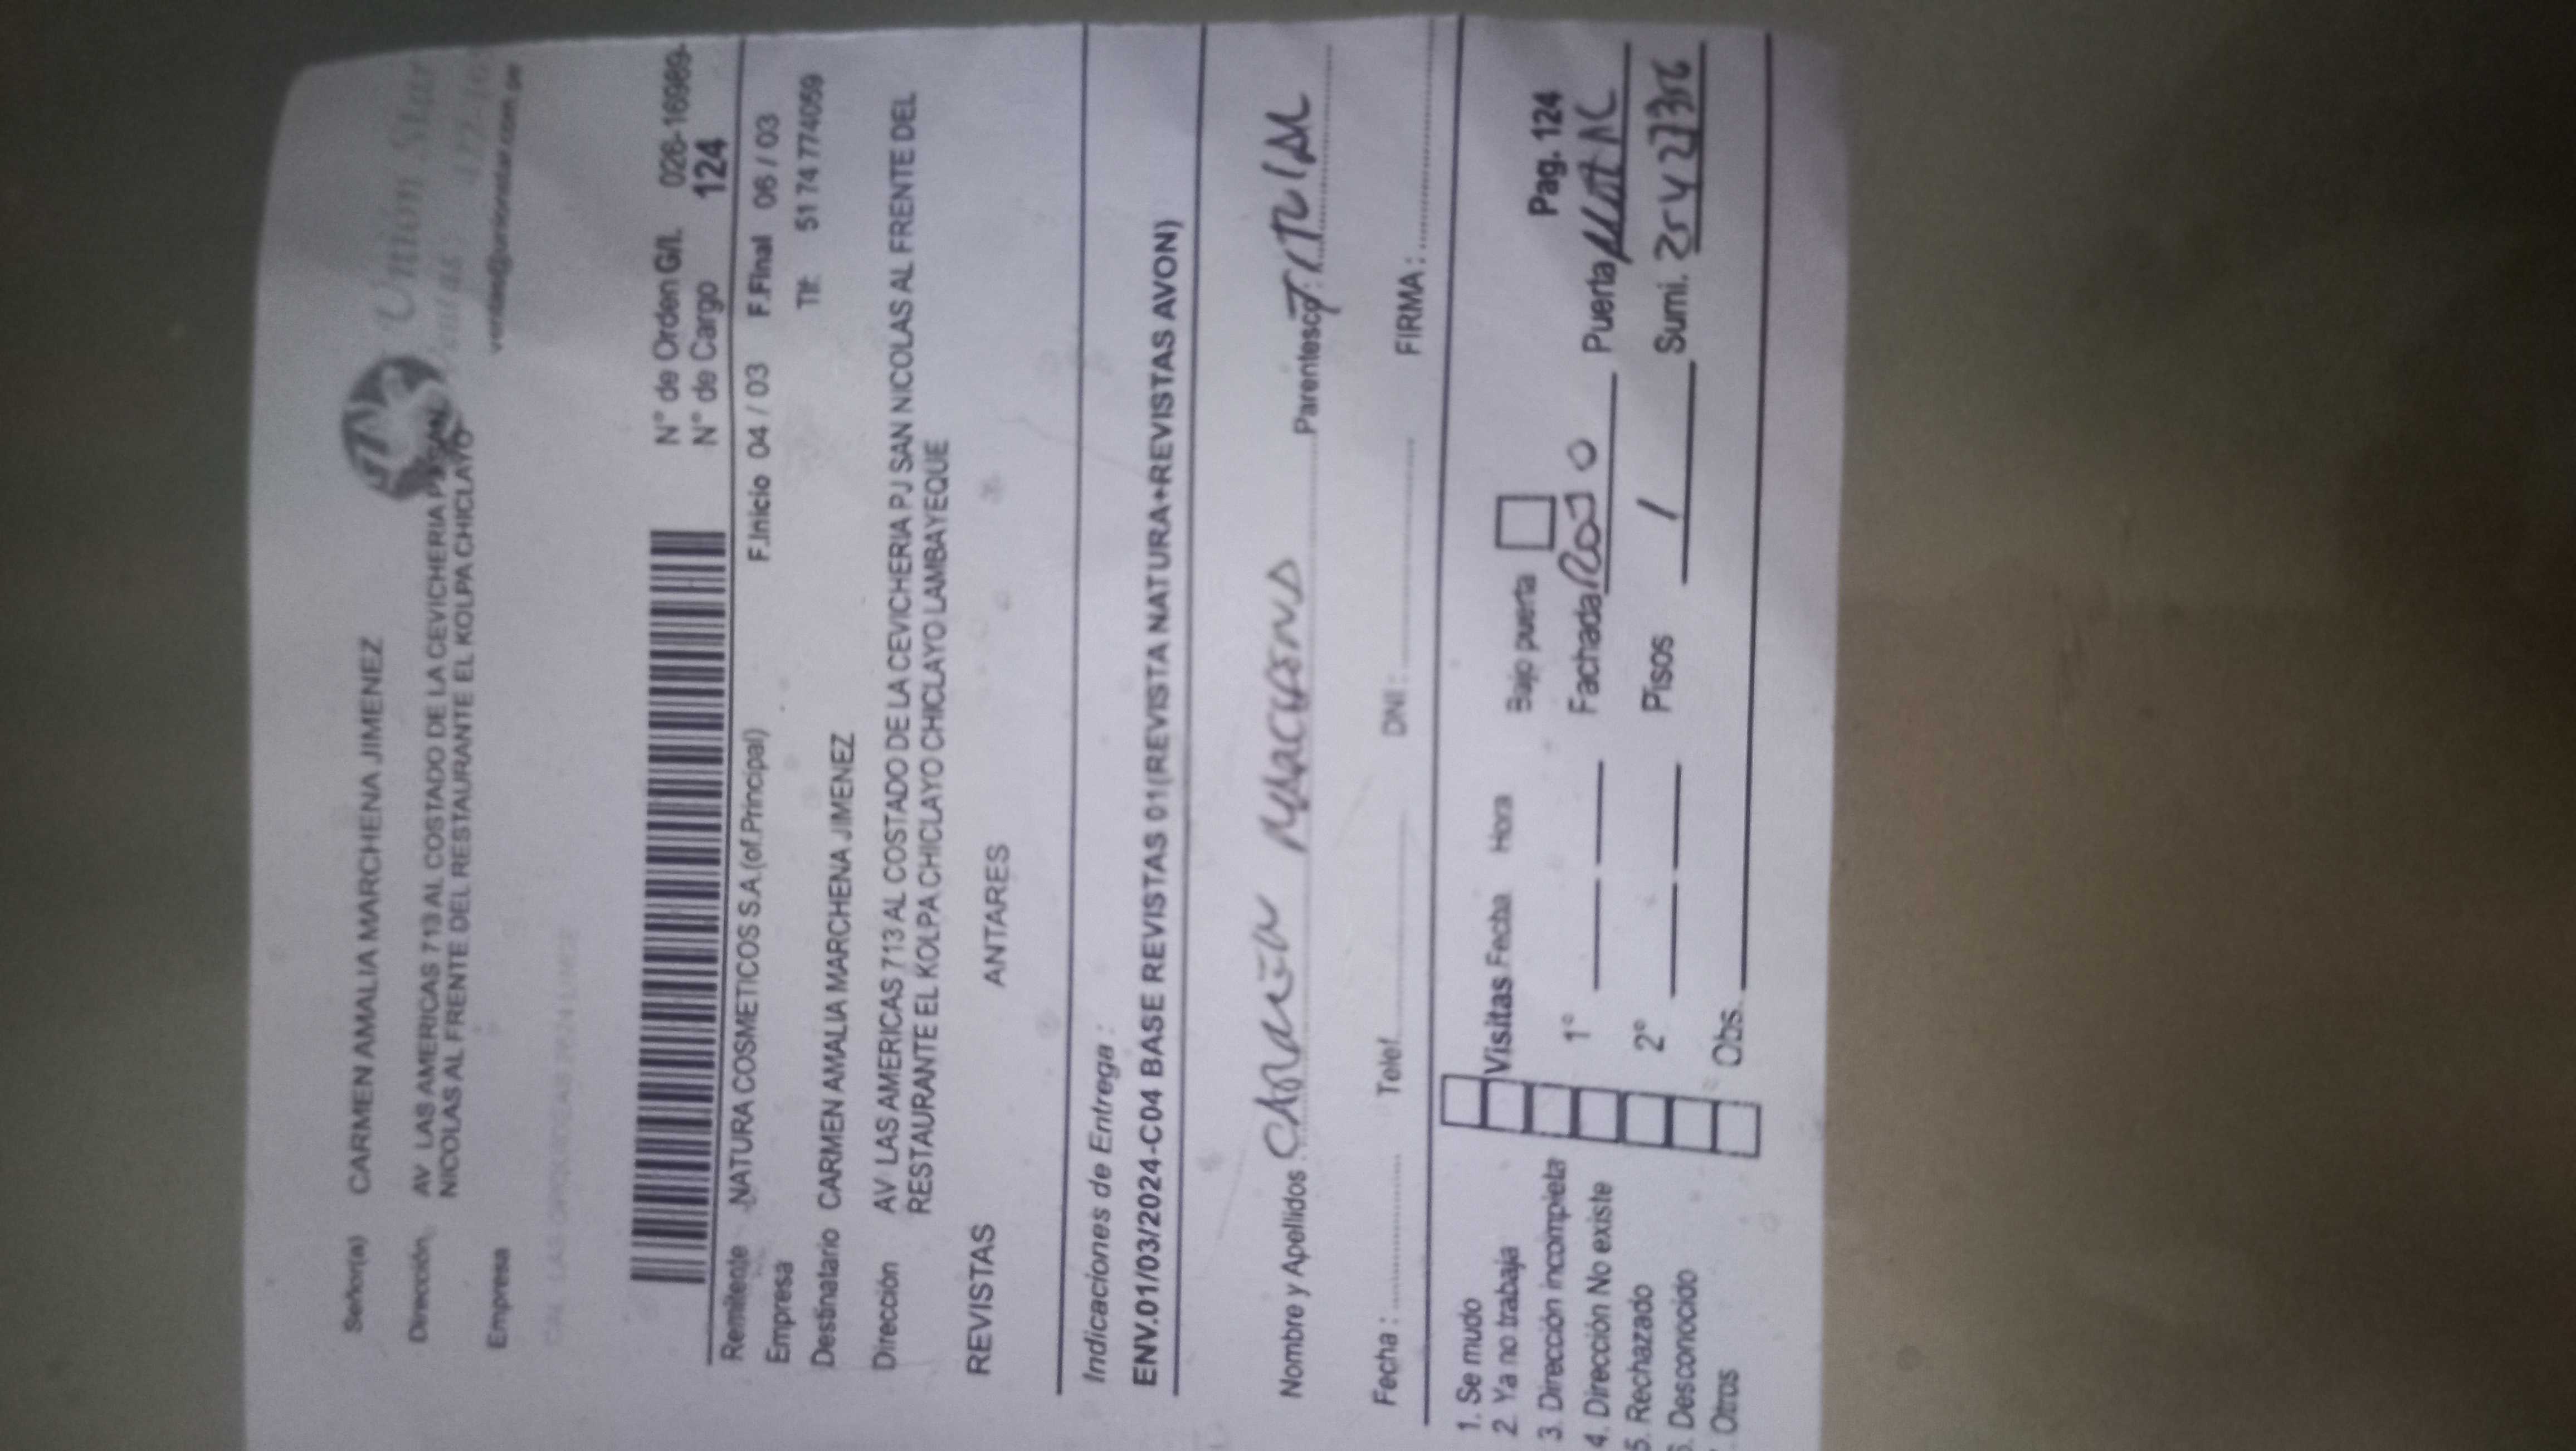 Señor(a) CARMEN AMALIA MARCHENA JIMENEZ
Unión Star
Dirección AV LAS AMERICAS 713 AL COSTADO DE LA CEVICHERIA
NICOLAS AL FRENTE DEL RESTAURANTE EL KOLPA CHICLAYO
Empresa
ventas@unionstar.com.pe
N° de Orden G/L 026-16989-
N° de Cargo 124
Remitente NATURA COSMETICOS S.A.(of.Principal) F.Inicio 04 / 03 F.Final 06 / 03
Empresa Tlf: 51 74 774059
Destinatario CARMEN AMALIA MARCHENA JIMENEZ
Dirección AV LAS AMERICAS 713 AL COSTADO DE LA CEVICHERIA PJ SAN NICOLAS AL FRENTE DEL
RESTAURANTE EL KOLPA CHICLAYO CHICLAYO LAMBAYEQUE
REVISTAS ANTARES
Indicaciones de Entrega :
ENV.01/03/2024-C04 BASE REVISTAS 01(REVISTA NATURA+REVISTAS AVON)
Nombre y Apellidos : Carmen Marchena Parentesco: TITULAR
Fecha : Telef. DNI : FIRMA :
1. Se mudo
2. Ya no trabaja Visitas Fecha Hora Bajo puerta Pag. 124
3. Dirección incompleta
4. Dirección No existe 1° Fachada ROJO Puerta
5. Rechazado 2° Pisos 1 Sumi.
6. Desconocido
Otros Obs.